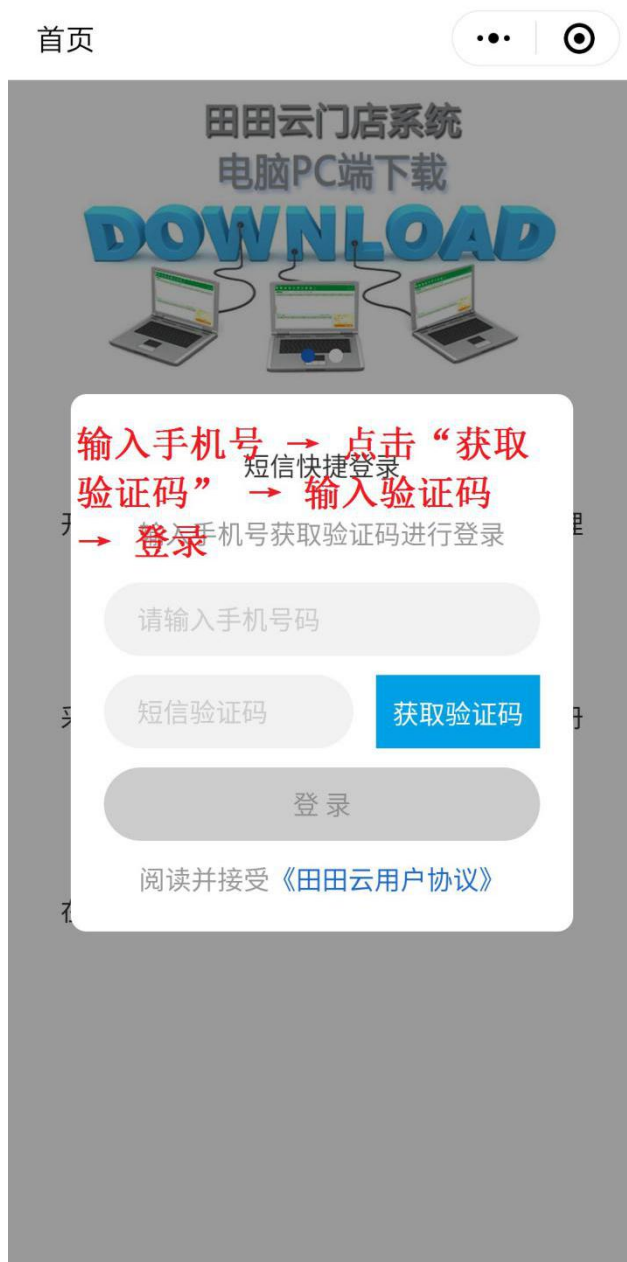 首页
田田云门店系统
电脑PC端下载
DOWNLOAD
输入手机号 → 点击“获取
短信快捷登录
验证码” → 输入验证码
→ 登录
输入手机号获取验证码进行登录
请输入手机号码
短信验证码 获取验证码
登 录
阅读并接受《田田云用户协议》